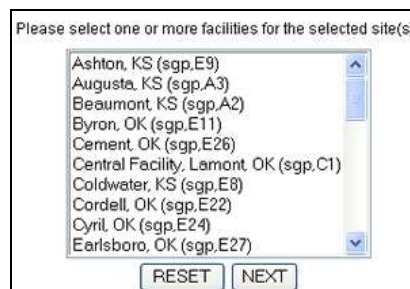 Please select one or more facilities for the selected site(s
Ashton, KS (sgp,E9)
Augusta, KS (sgp,A3)
Beaumont, KS (sgp,A2)
Byron, OK (sgp,E11)
Cement, OK (sgp,E26)
Central Facility, Lamont, OK (sgp,C1)
Coldwater, KS (sgp,E8)
Cordell, OK (sgp,E22)
Cyril, OK (sgp,E24)
Earlsboro, OK (sgp,E27)
RESET NEXT